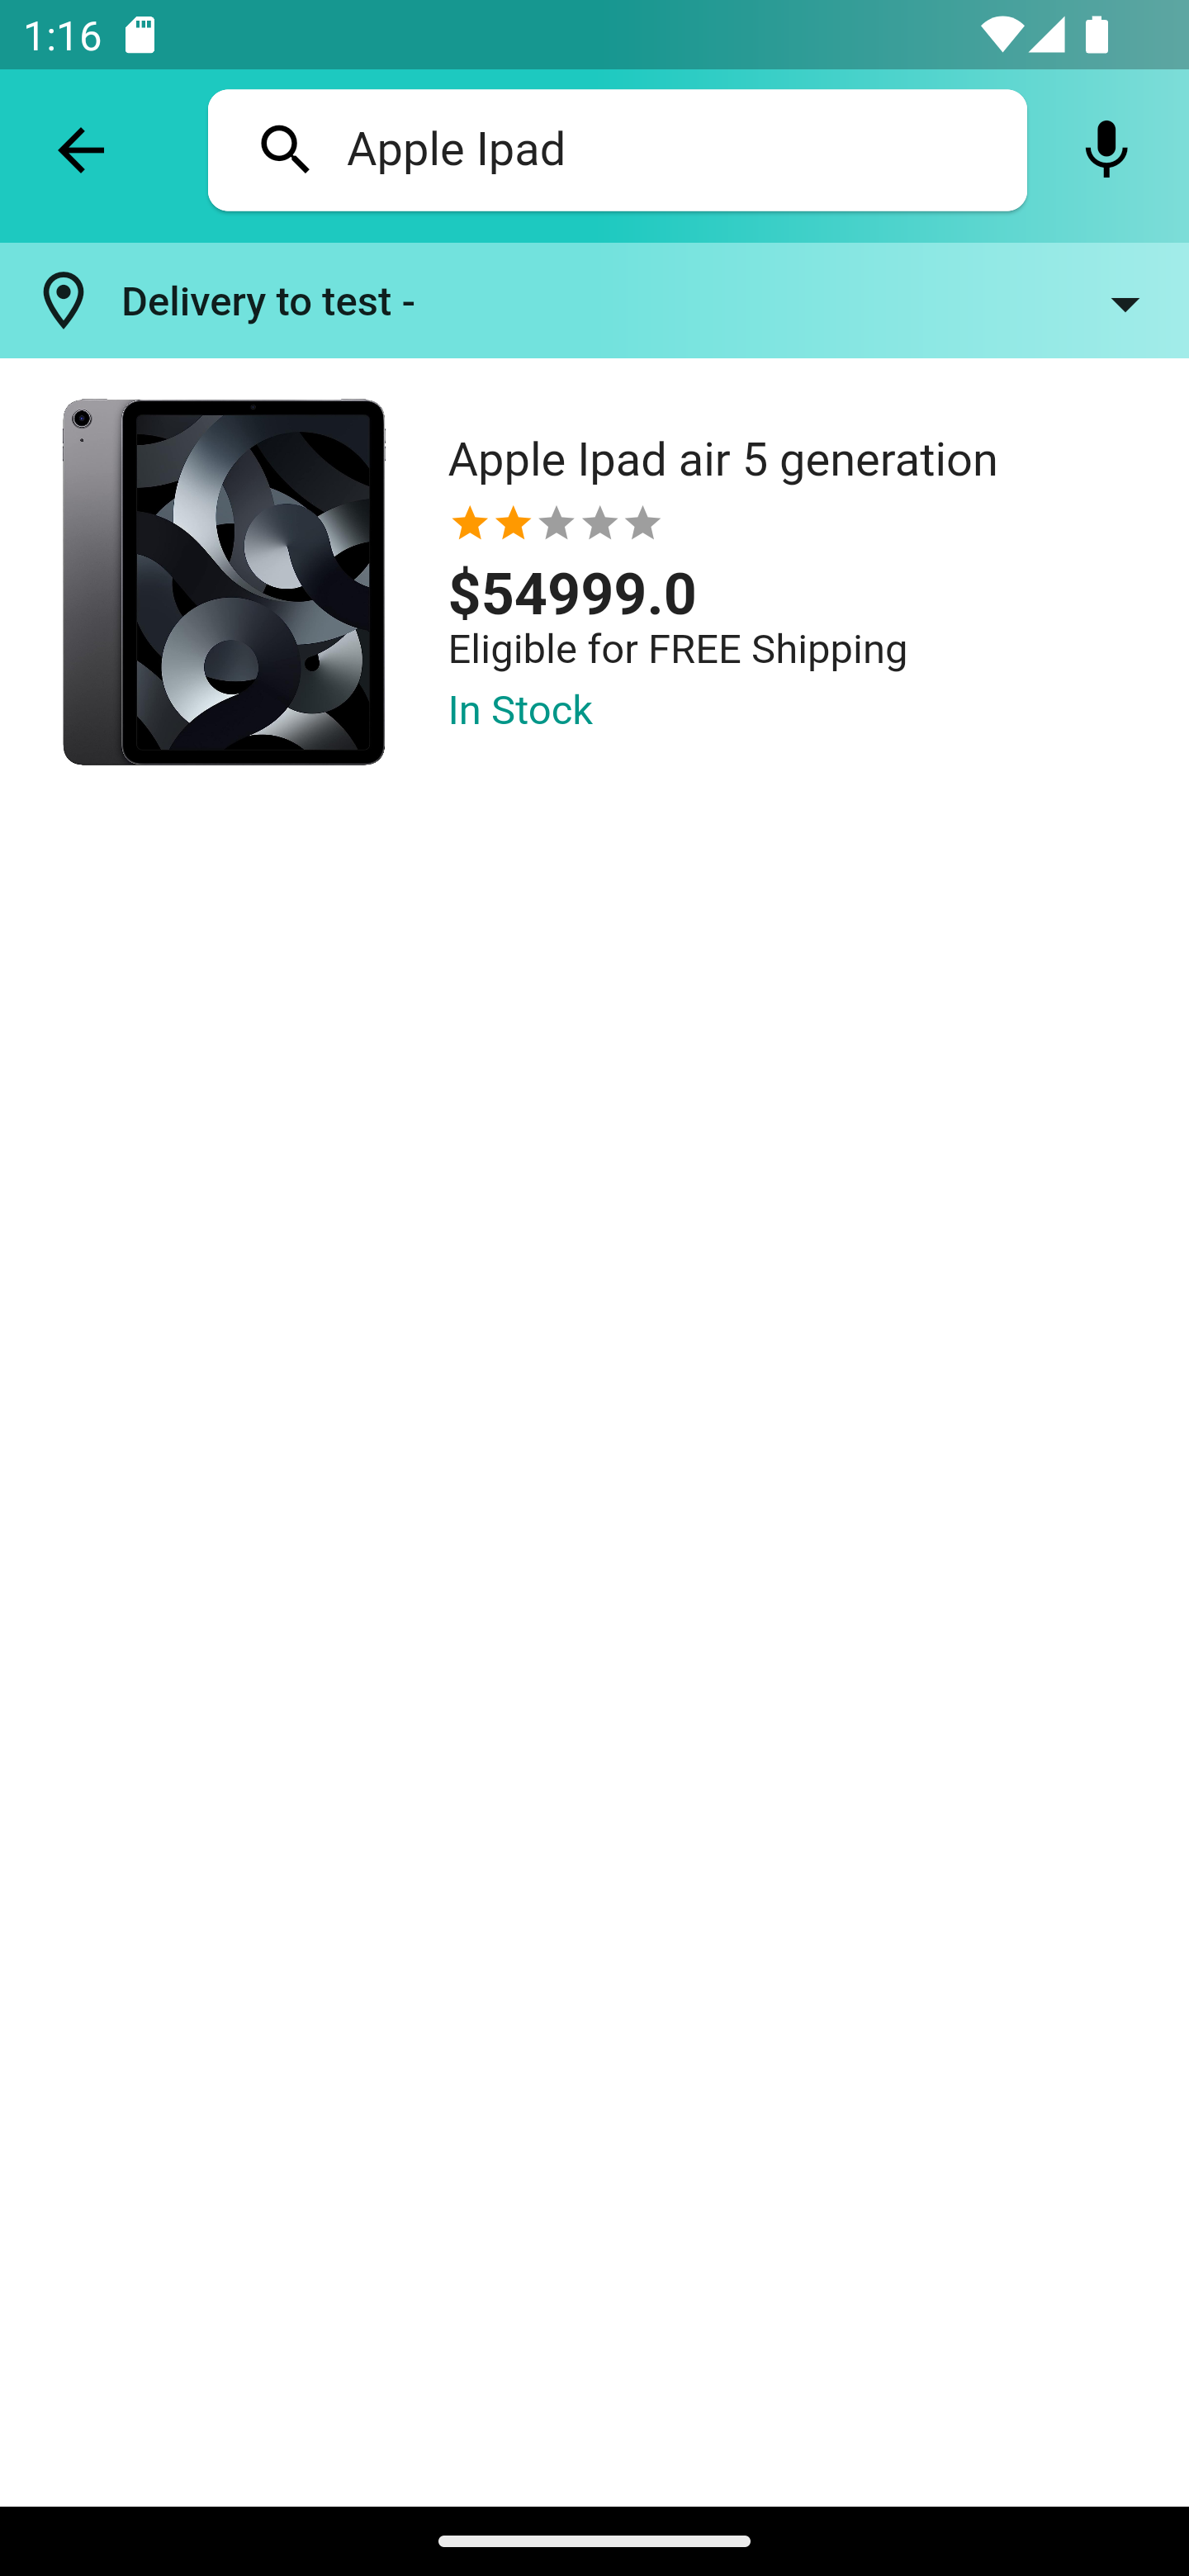 1:16
Apple Ipad
Delivery to test -
Apple Ipad air 5 generation
$54999.0
Eligible for FREE Shipping
In Stock